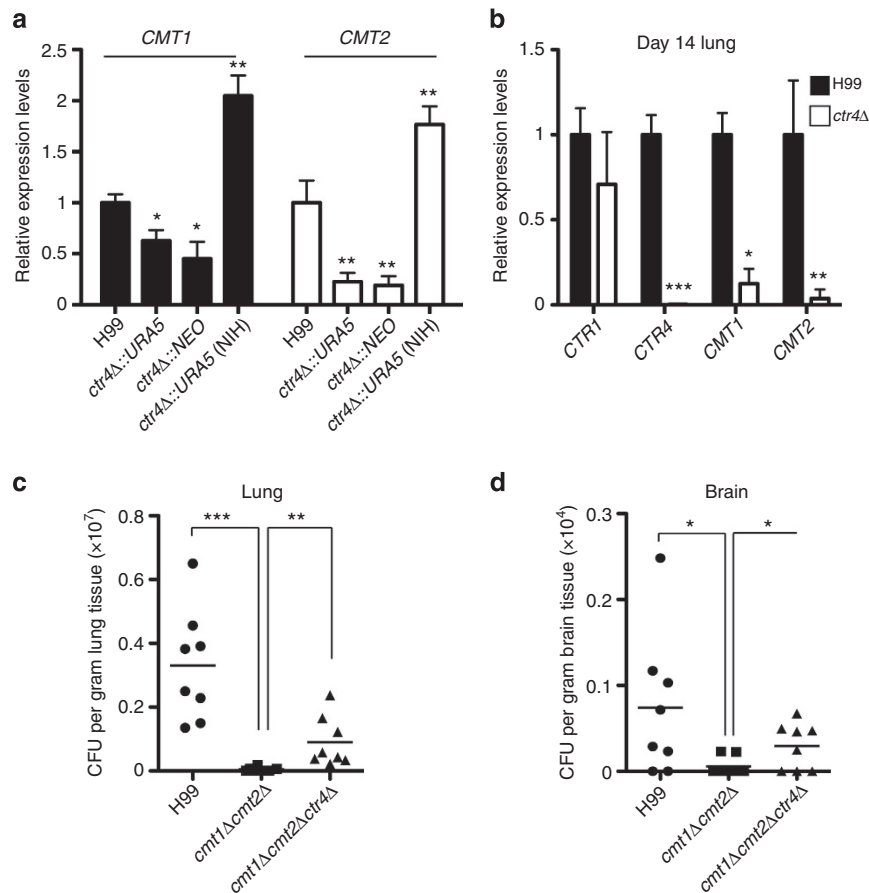 a
CMT1 CMT2
Relative expression levels
2.5
2
1.5
1
0.5
0
** ** * * ** **
H99
ctr4Δ::URA5
ctr4Δ::NEO
ctr4Δ::URA5 (NIH)
H99
ctr4Δ::URA5
ctr4Δ::NEO
ctr4Δ::URA5 (NIH)
b
Day 14 lung
H99
ctr4Δ
Relative expression levels
1.5
1
0.5
0
*** * **
CTR1
CTR4
CMT1
CMT2
c
Lung
CFU per gram lung tissue (×10⁷)
0.8
0.6
0.4
0.2
0
*** **
H99
cmt1Δcmt2Δ
cmt1Δcmt2Δctr4Δ
d
Brain
CFU per gram brain tissue (×10⁴)
0.3
0.2
0.1
0
* *
H99
cmt1Δcmt2Δ
cmt1Δcmt2Δctr4Δ